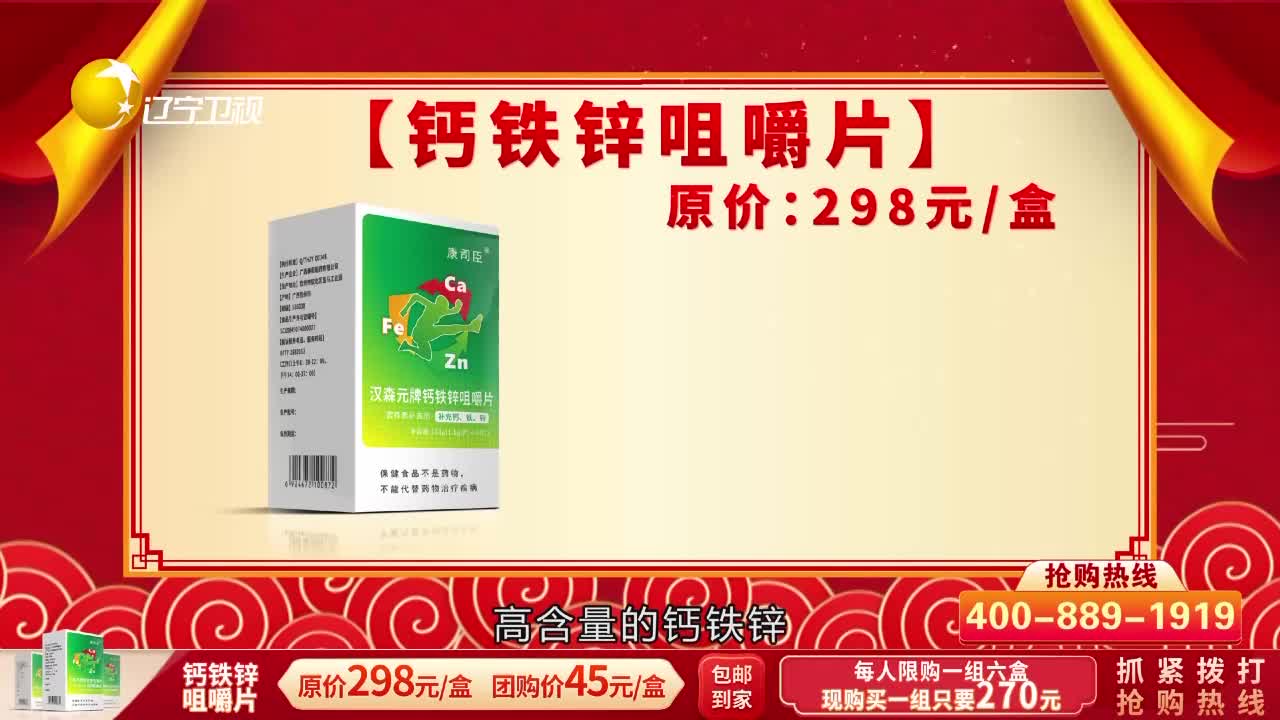 辽宁卫视
【钙铁锌咀嚼片】
原价:298元/盒
康司臣
Ca
Fe
Zn
汉森元牌钙铁锌咀嚼片
补充钙、铁、锌
保健食品不是药物，
不能代替药物治疗疾病
6924672100872
高含量的钙铁锌
抢购热线
400-889-1919
钙铁锌
咀嚼片
原价298元/盒 团购价45元/盒
包邮
到家
每人限购一组六盒
现购买一组只要270元
抓紧拨打
抢购热线